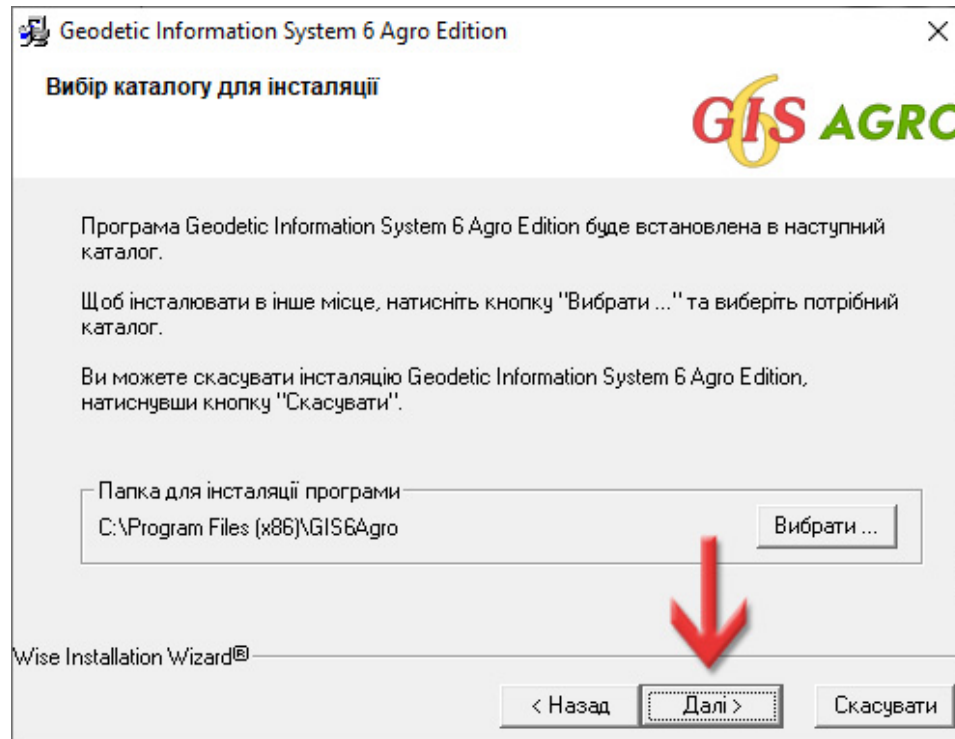 Geodetic Information System 6 Agro Edition
Вибір каталогу для інсталяції
GIS 6 AGRO
Програма Geodetic Information System 6 Agro Edition буде встановлена в наступний
каталог.
Щоб інсталювати в інше місце, натисніть кнопку "Вибрати ..." та виберіть потрібний
каталог.
Ви можете скасувати інсталяцію Geodetic Information System 6 Agro Edition,
натиснувши кнопку "Скасувати".
Папка для інсталяції програми
C:\Program Files (x86)\GIS6Agro
Вибрати ...
Wise Installation Wizard®
< Назад
Далі >
Скасувати